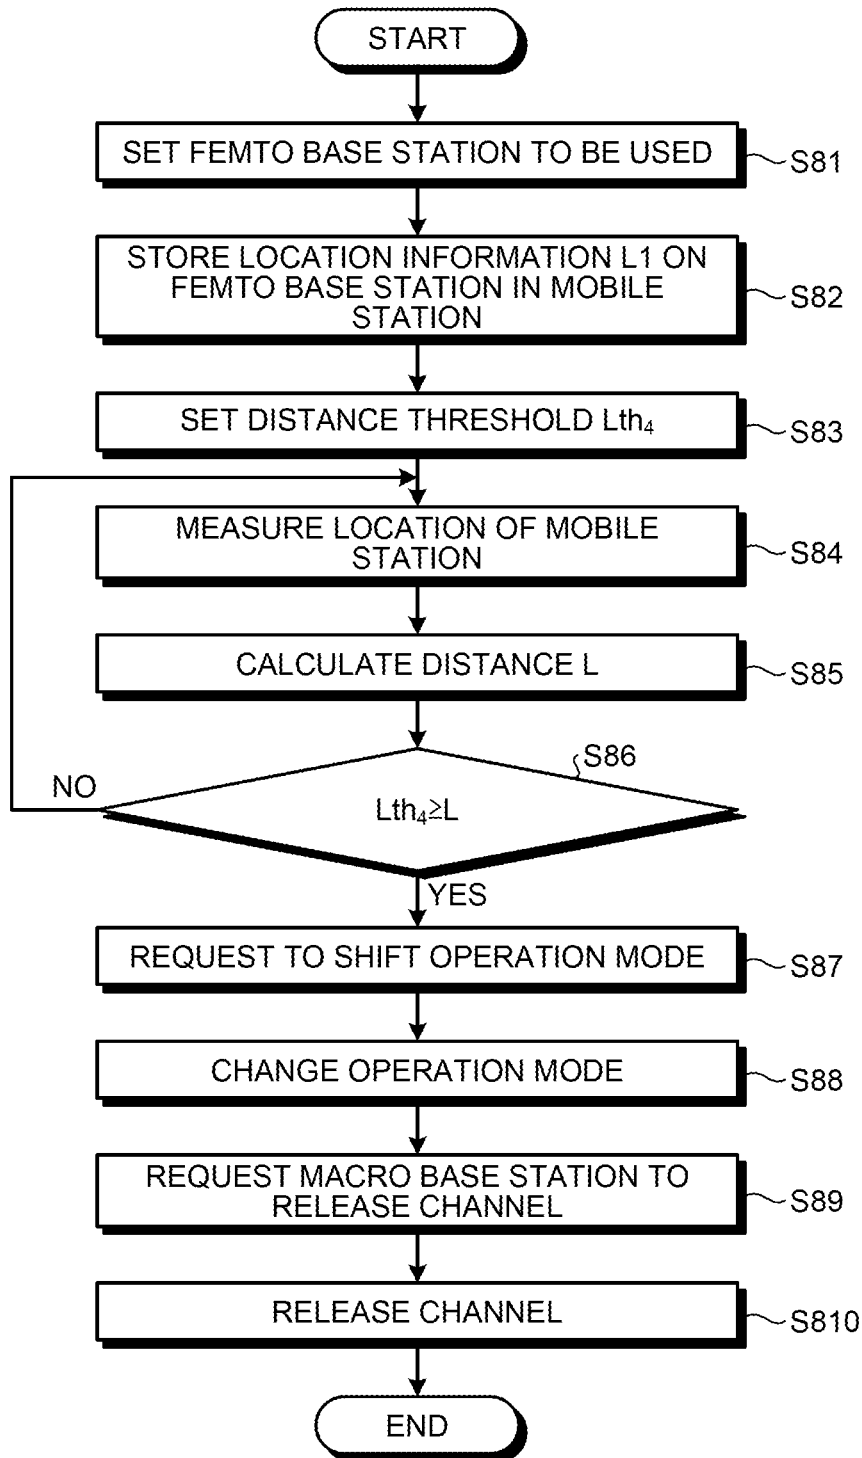 START
SET FEMTO BASE STATION TO BE USED
S81
STORE LOCATION INFORMATION L1 ON
FEMTO BASE STATION IN MOBILE
STATION
S82
SET DISTANCE THRESHOLD Lth₄
S83
MEASURE LOCATION OF MOBILE
STATION
S84
CALCULATE DISTANCE L
S85
S86
NO
Lth₄≧L
YES
REQUEST TO SHIFT OPERATION MODE
S87
CHANGE OPERATION MODE
S88
REQUEST MACRO BASE STATION TO
RELEASE CHANNEL
S89
RELEASE CHANNEL
S810
END